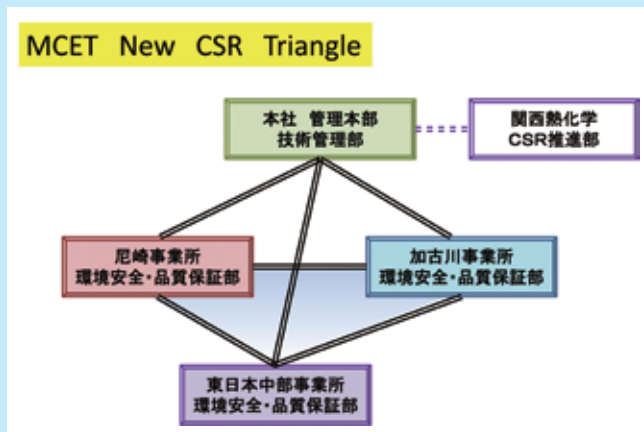 MCET New CSR Triangle
本社 管理本部
技術管理部
関西熱化学
CSR推進部
尼崎事業所
環境安全・品質保証部
加古川事業所
環境安全・品質保証部
東日本中部事業所
環境安全・品質保証部